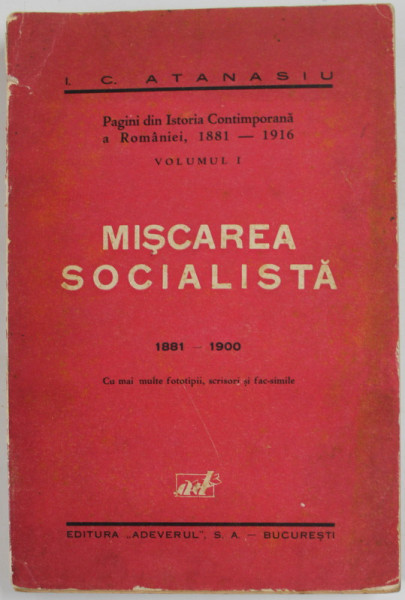 I. C. ATANASIU
Pagini din Istoria Contimporană
a României, 1881 — 1916
VOLUMUL I
MIŞCAREA
SOCIALISTĂ
1881 — 1900
Cu mai multe fototipii, scrisori și fac-simile
EDITURA „ADEVERUL", S. A. — BUCUREŞTI